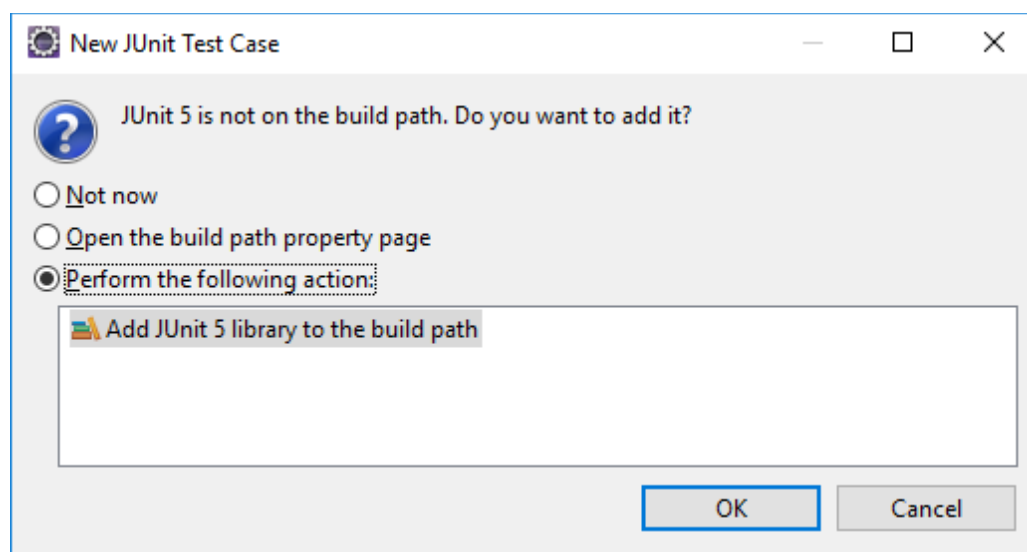 New JUnit Test Case
JUnit 5 is not on the build path. Do you want to add it?
Not now
Open the build path property page
Perform the following action:
Add JUnit 5 library to the build path
OK
Cancel